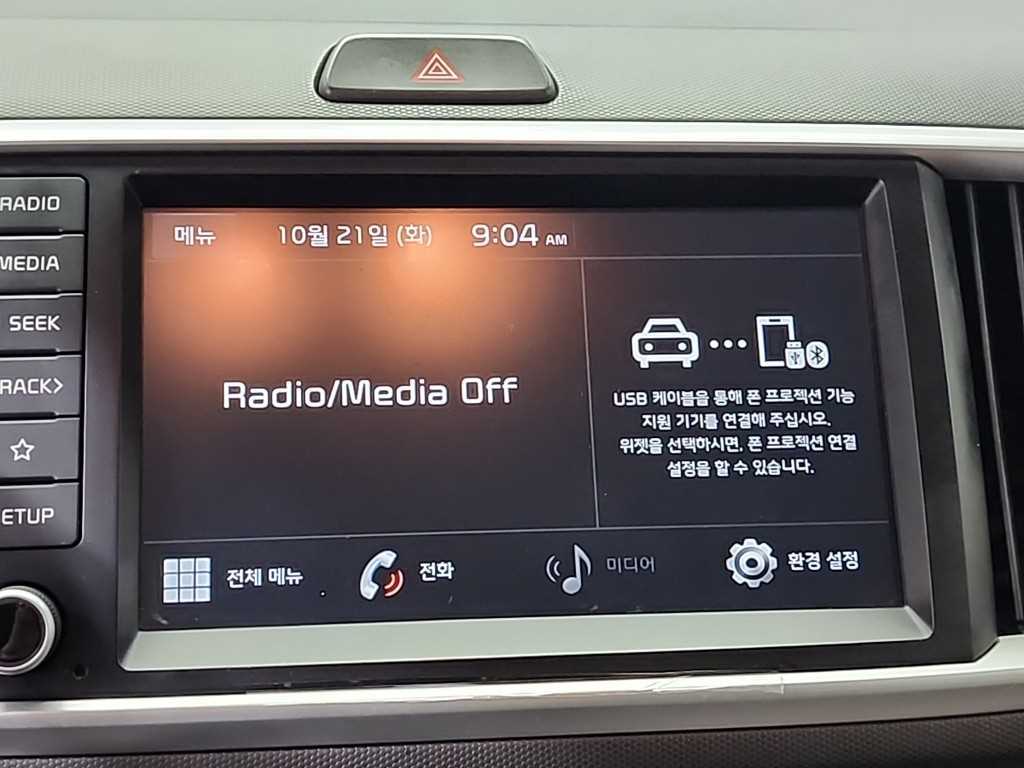 RADIO
MEDIA
SEEK
RACK>
ETUP
메뉴 10월 21일 (화) 9:04 AM
Radio/Media Off
USB 케이블을 통해 폰 프로젝션 기능
지원 기기를 연결해 주십시오.
위젯을 선택하시면, 폰 프로젝션 연결
설정을 할 수 있습니다.
전체 메뉴 전화 미디어 환경 설정